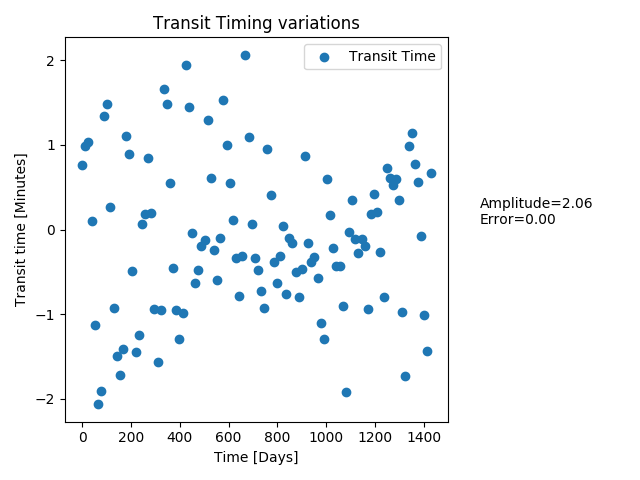 Transit Timing variations
Transit Time
Transit time [Minutes]
2
1
0
−1
−2
0 200 400 600 800 1000 1200 1400
Time [Days]
Amplitude=2.06
Error=0.00